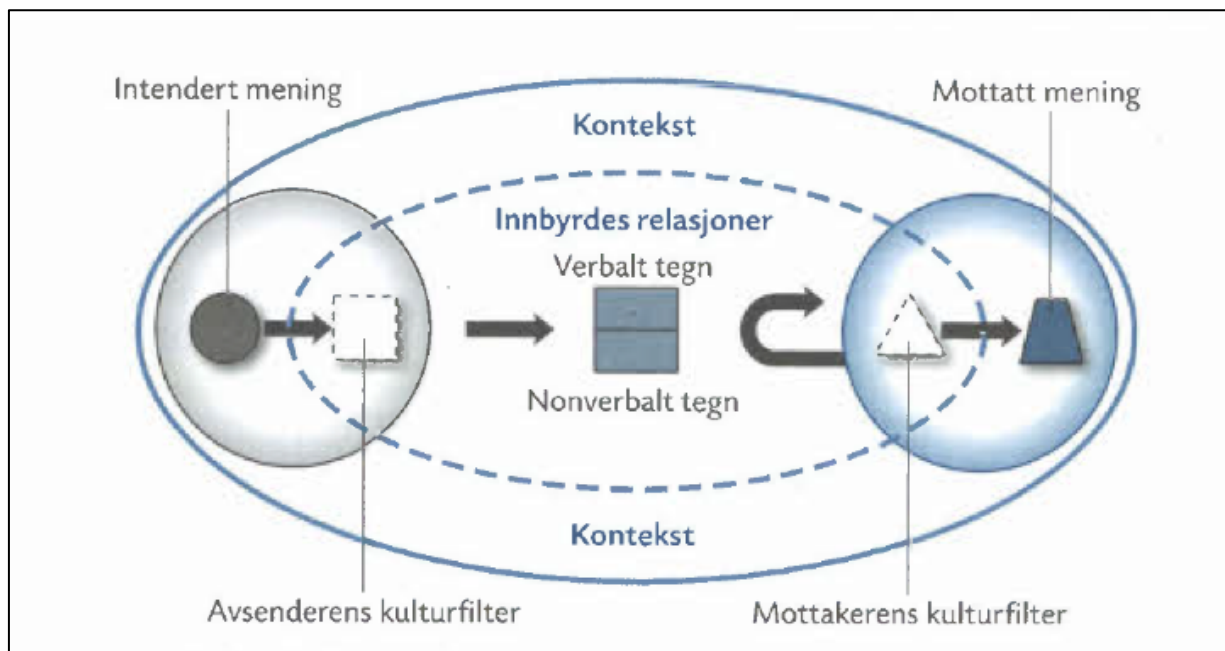 Intendert mening
Mottatt mening
Kontekst
Innbyrdes relasjoner
Verbalt tegn
Nonverbalt tegn
Kontekst
Avsenderens kulturfilter
Mottakerens kulturfilter